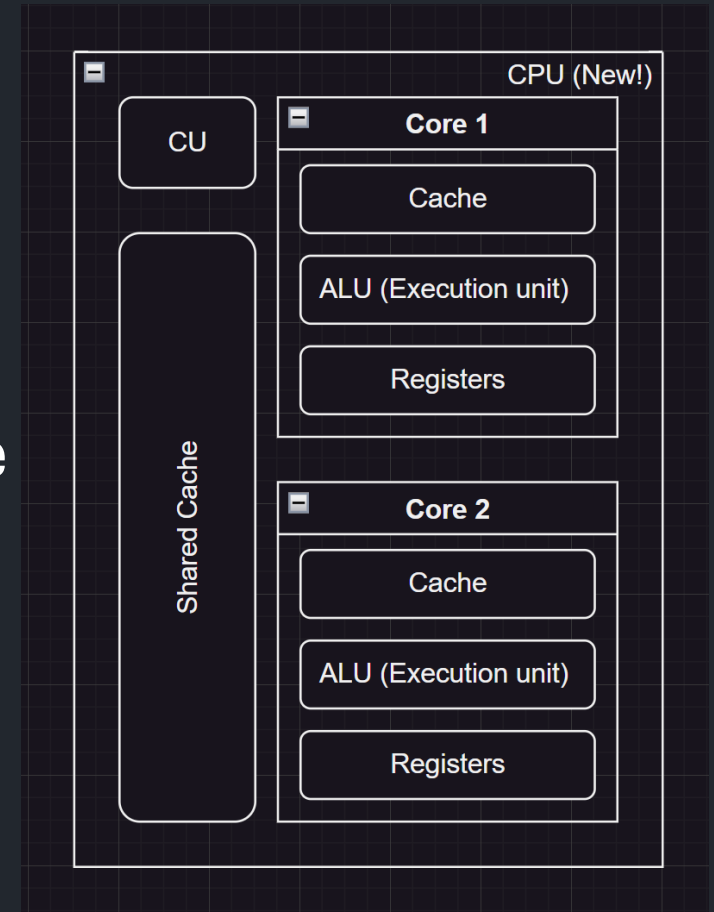 CPU (New!)
CU
Shared Cache
Core 1
Cache
ALU (Execution unit)
Registers
Core 2
Cache
ALU (Execution unit)
Registers